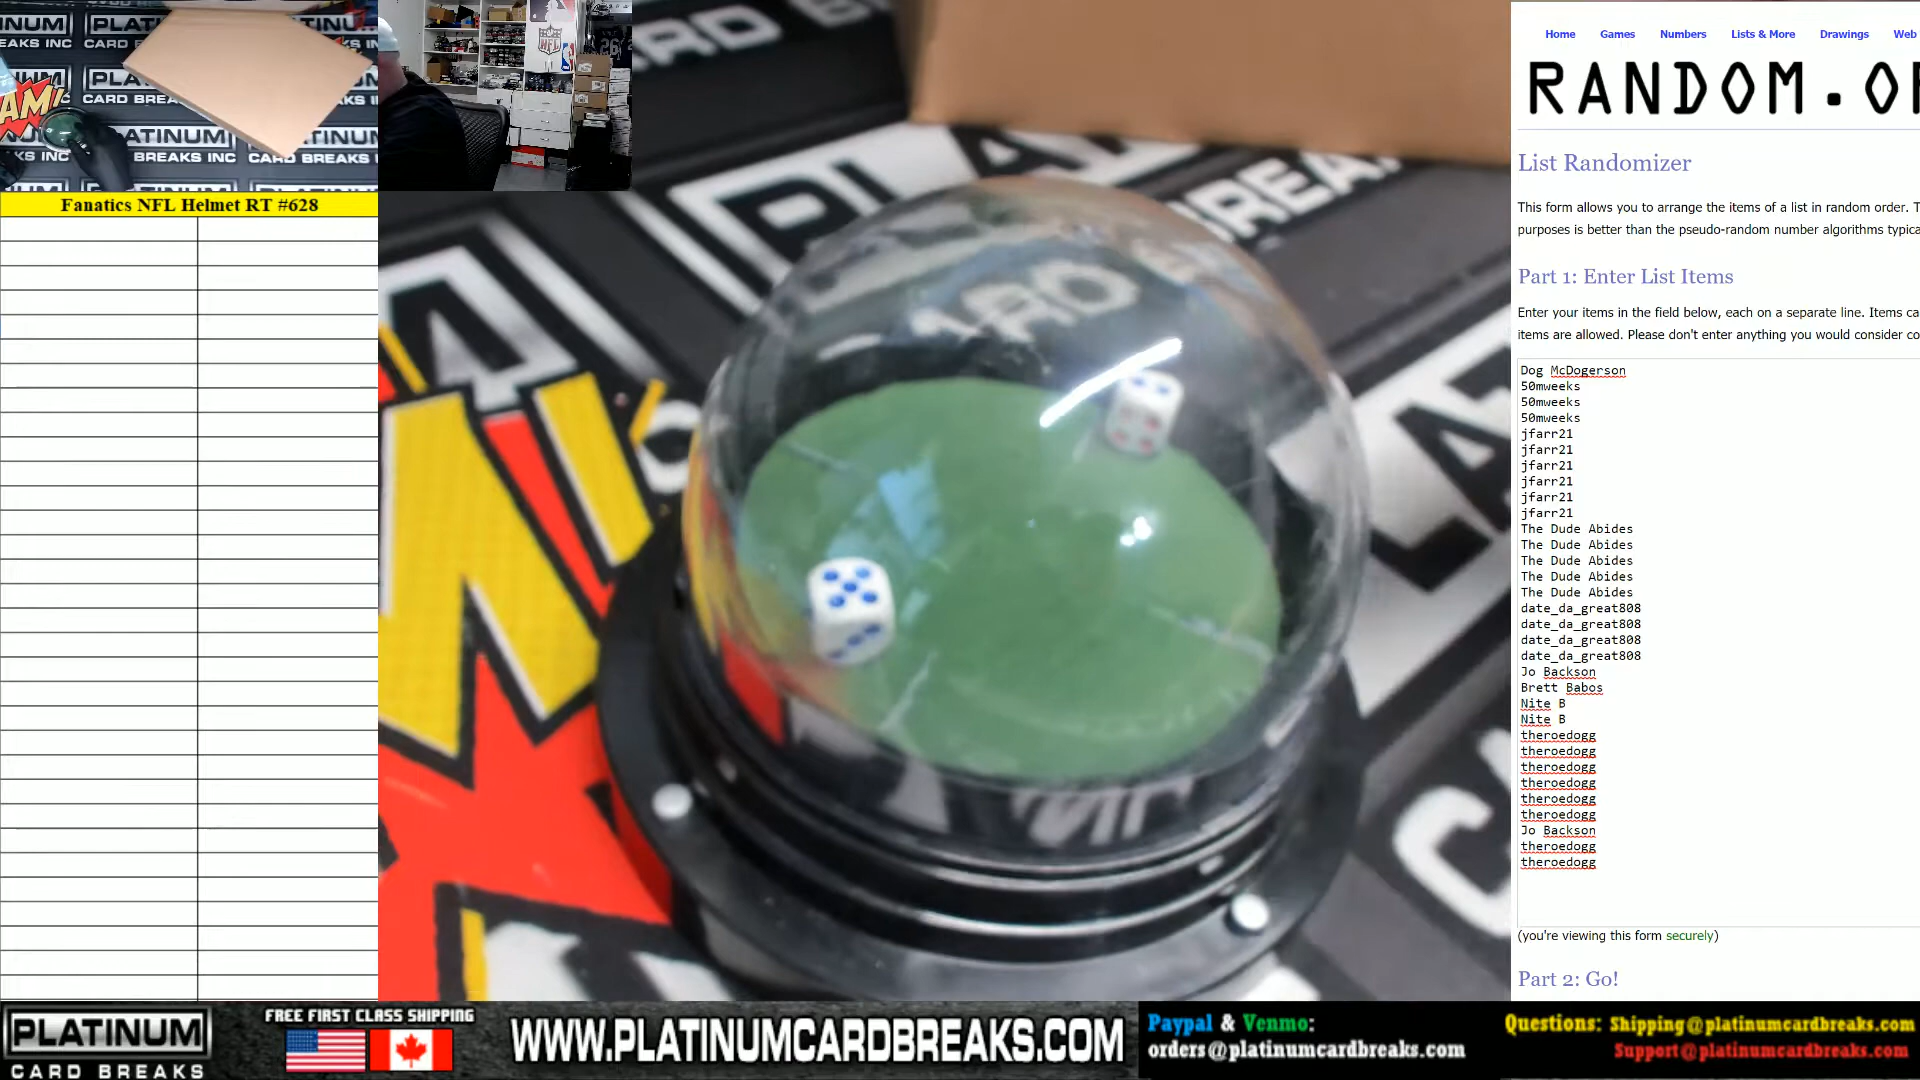 Fanatics NFL Helmet RT #628
Home Games Numbers Lists & More Drawings Web
RANDOM.O
List Randomizer
This form allows you to arrange the items of a list in random order. T
purposes is better than the pseudo-random number algorithms typica
Part 1: Enter List Items
Enter your items in the field below, each on a separate line. Items ca
items are allowed. Please don't enter anything you would consider co
Dog McDogerson
50mweeks
50mweeks
50mweeks
jfarr21
jfarr21
jfarr21
jfarr21
jfarr21
jfarr21
The Dude Abides
The Dude Abides
The Dude Abides
The Dude Abides
The Dude Abides
date_da_great808
date_da_great808
date_da_great808
date_da_great808
Jo Backson
Brett Babos
Nite B
Nite B
theroedogg
theroedogg
theroedogg
theroedogg
theroedogg
theroedogg
Jo Backson
theroedogg
theroedogg
(you're viewing this form securely)
Part 2: Go!
PLATINUM
CARD BREAKS
FREE FIRST CLASS SHIPPING
WWW.PLATINUMCARDBREAKS.COM
Paypal & Venmo:
orders@platinumcardbreaks.com
Questions: Shipping@platinumcardbreaks.com
Support@platinumcardbreaks.com